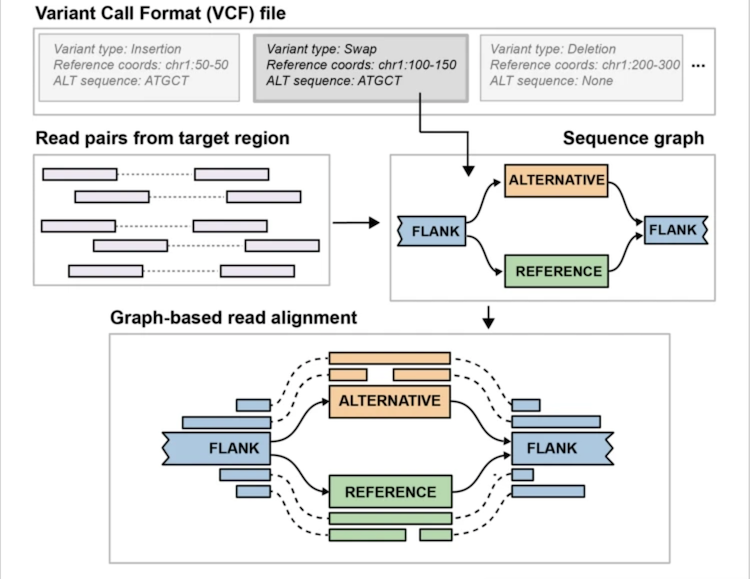 Variant Call Format (VCF) file
Variant type: Insertion
Reference coords: chr1:50-50
ALT sequence: ATGCT
Variant type: Swap
Reference coords: chr1:100-150
ALT sequence: ATGCT
Variant type: Deletion
Reference coords: chr1:200-300
ALT sequence: None
...
Read pairs from target region
Sequence graph
ALTERNATIVE
FLANK
FLANK
REFERENCE
Graph-based read alignment
ALTERNATIVE
FLANK
FLANK
REFERENCE